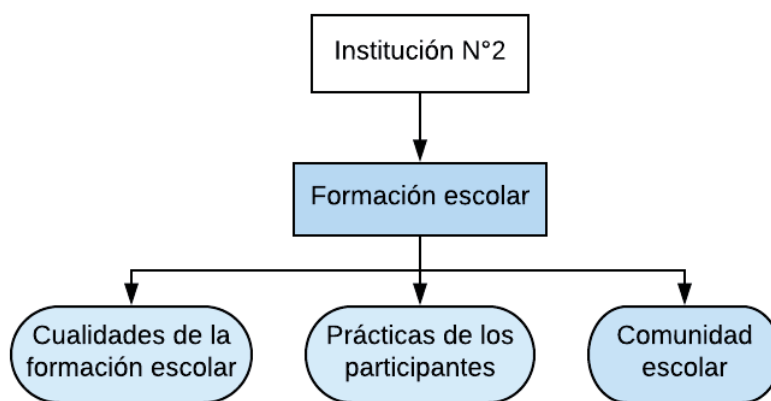 Institución N°2
Formación escolar
Cualidades de la
formación escolar
Prácticas de los
participantes
Comunidad
escolar